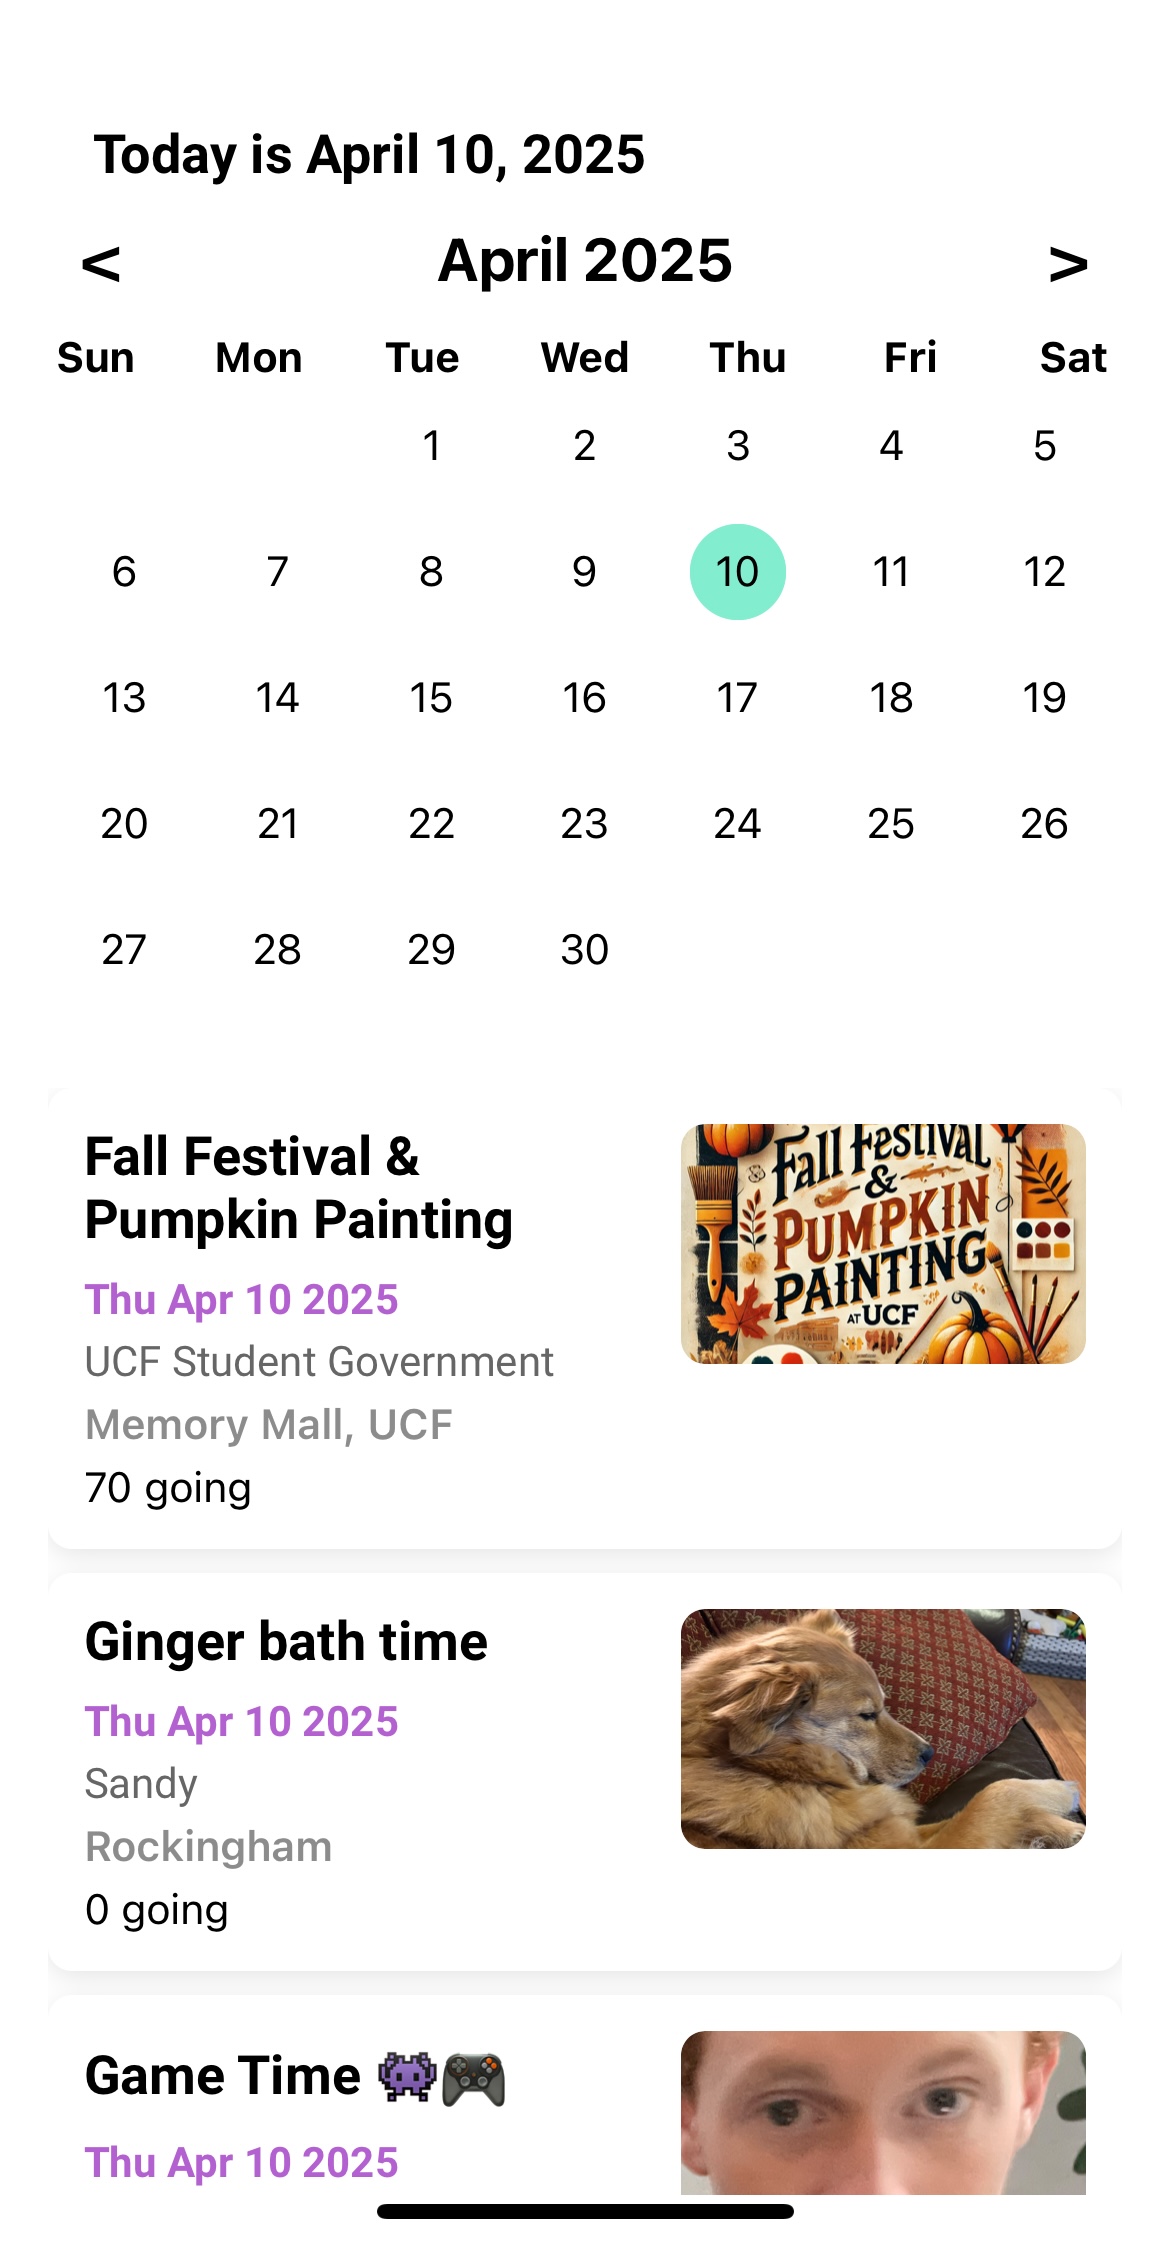 Today is April 10, 2025
< April 2025 >
Sun Mon Tue Wed Thu Fri Sat
1 2 3 4 5
6 7 8 9 10 11 12
13 14 15 16 17 18 19
20 21 22 23 24 25 26
27 28 29 30
Fall Festival &
Pumpkin Painting
Thu Apr 10 2025
UCF Student Government
Memory Mall, UCF
70 going
Fall Festival
&
PUMPKIN
PAINTING
AT UCF
Ginger bath time
Thu Apr 10 2025
Sandy
Rockingham
0 going
Game Time 👾🎮
Thu Apr 10 2025